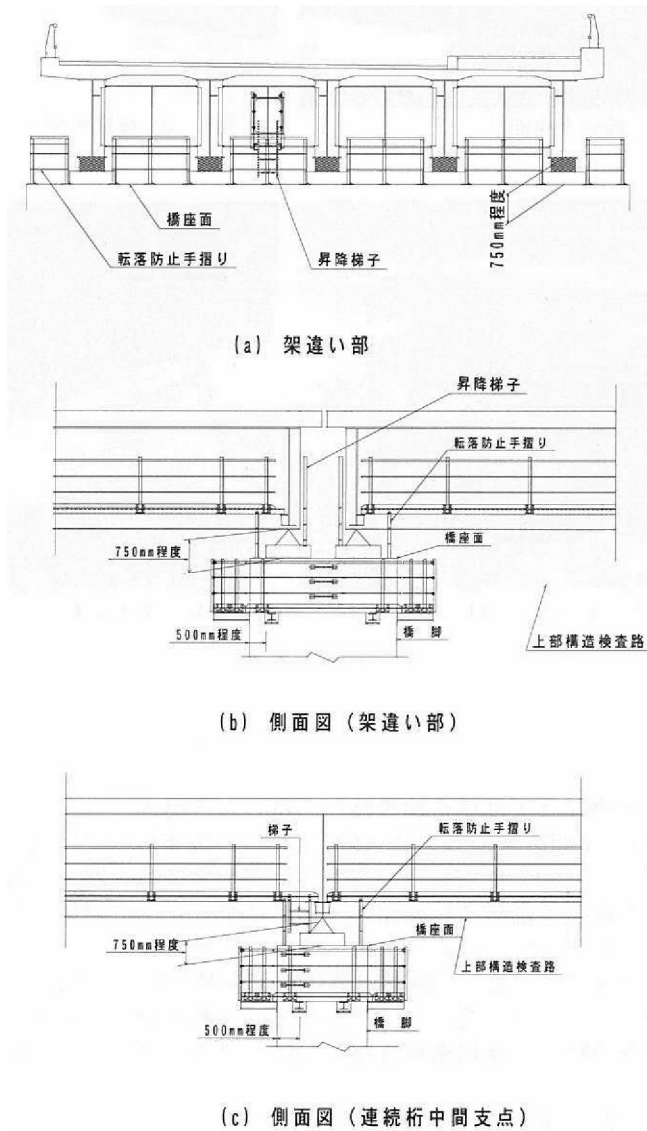 橋座面
転落防止手摺り
昇降梯子
750mm程度
(a) 架違い部
昇降梯子
転落防止手摺り
橋座面
750mm程度
500mm程度
橋脚
上部構造検査路
(b) 側面図(架違い部)
梯子
転落防止手摺り
橋座面
750mm程度
上部構造検査路
500mm程度
橋脚
(c) 側面図(連続桁中間支点)